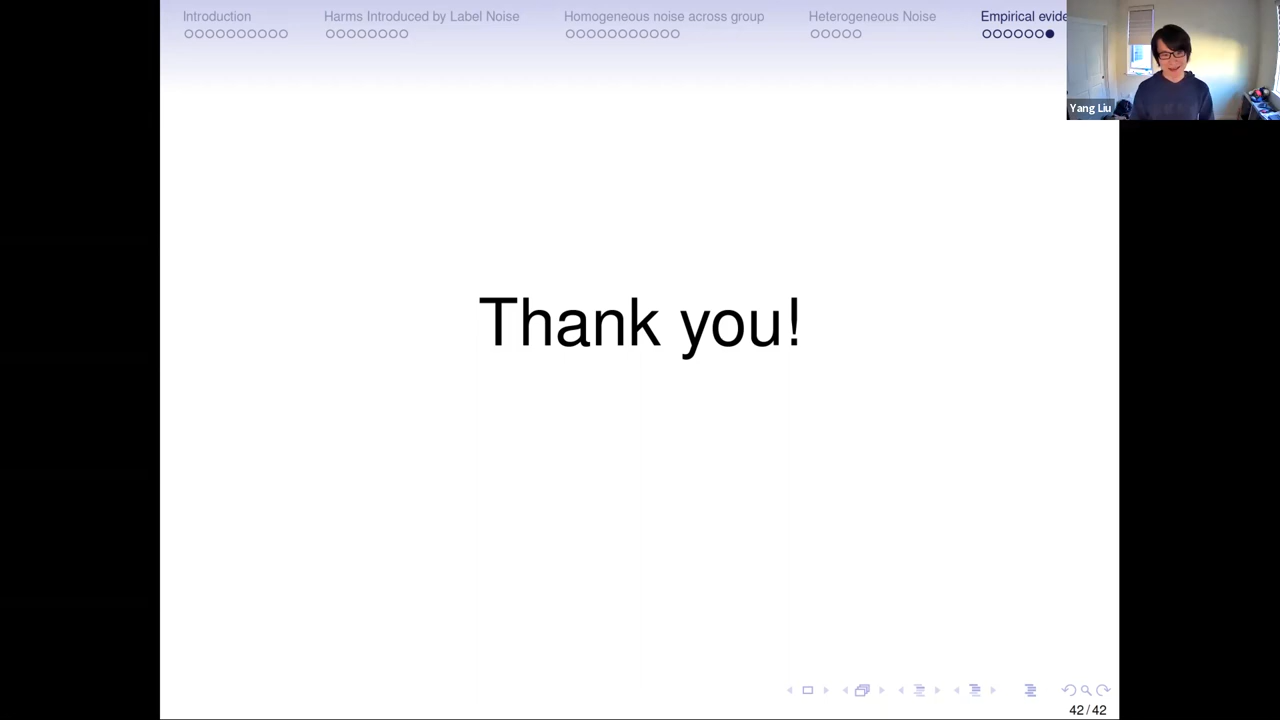 Introduction
Harms Introduced by Label Noise
Homogeneous noise across group
Heterogeneous Noise
Empirical evide
Yang Liu
Thank you!
42 / 42